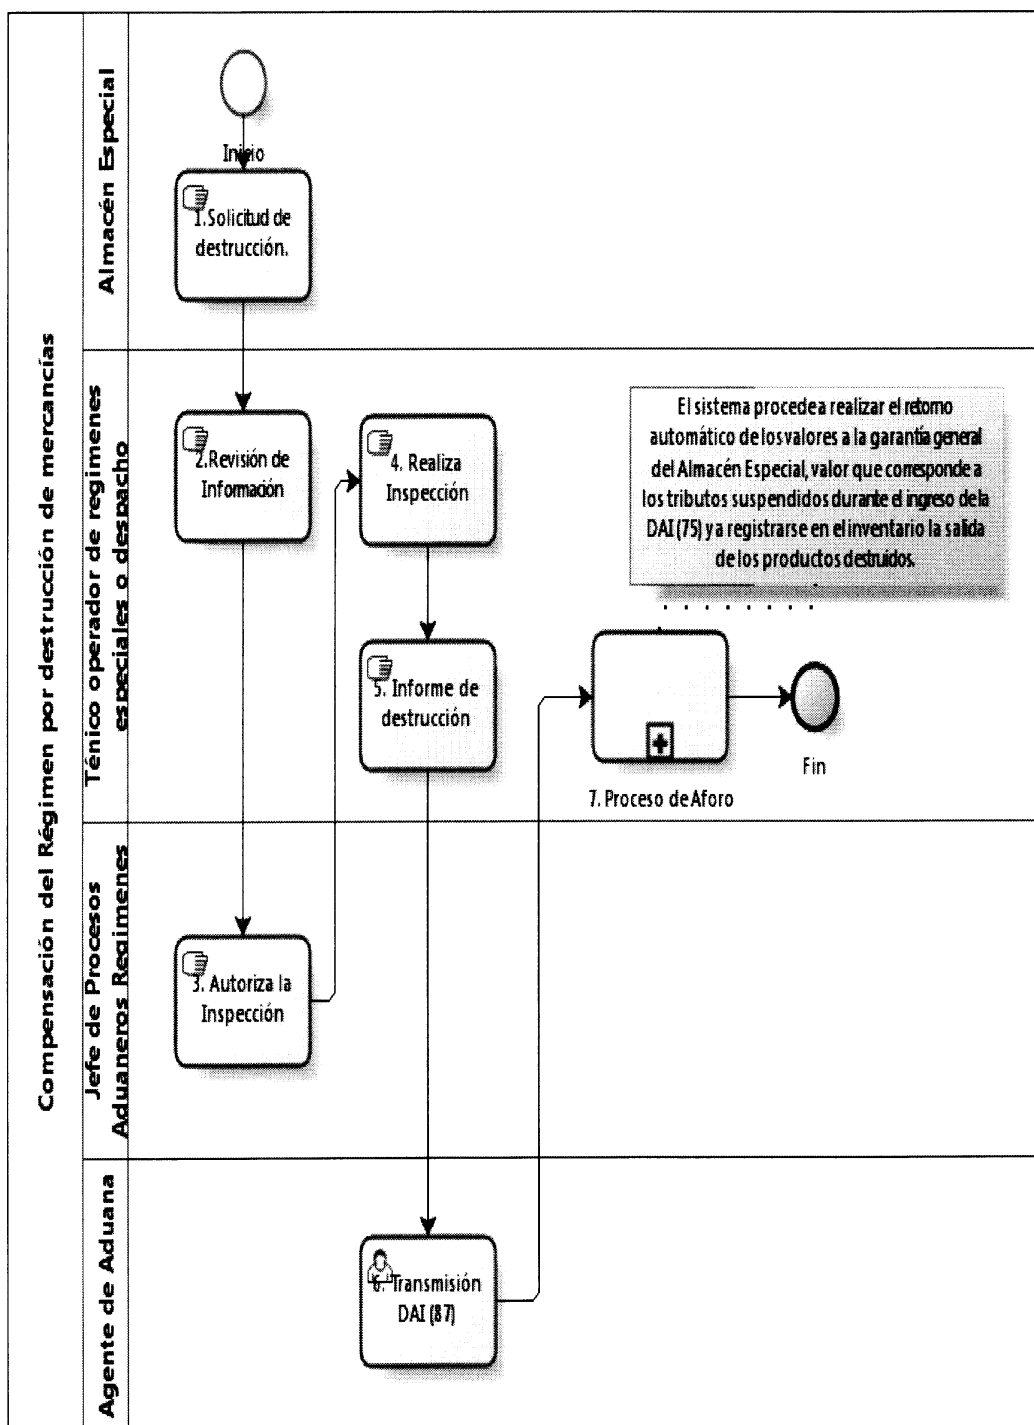 Compensación del Régimen por destrucción de mercancías
Almacén Especial
Inicio
1.Solicitud de
destrucción.
Ténico operador de regimenes
especiales o despacho
2.Revisión de
Información
4. Realiza
Inspección
El sistema procede a realizar el retorno
automático de los valores a la garantía general
del Almacén Especial, valor que corresponde a
los tributos suspendidos durante el ingreso de la
DAI (75) y a registrarse en el inventario la salida
de los productos destruidos.
5. Informe de
destrucción
7. Proceso de Aforo
Fin
Jefe de Procesos
Aduaneros Regimenes
3. Autoriza la
Inspección
Agente de Aduana
6. Transmisión
DAI (87)